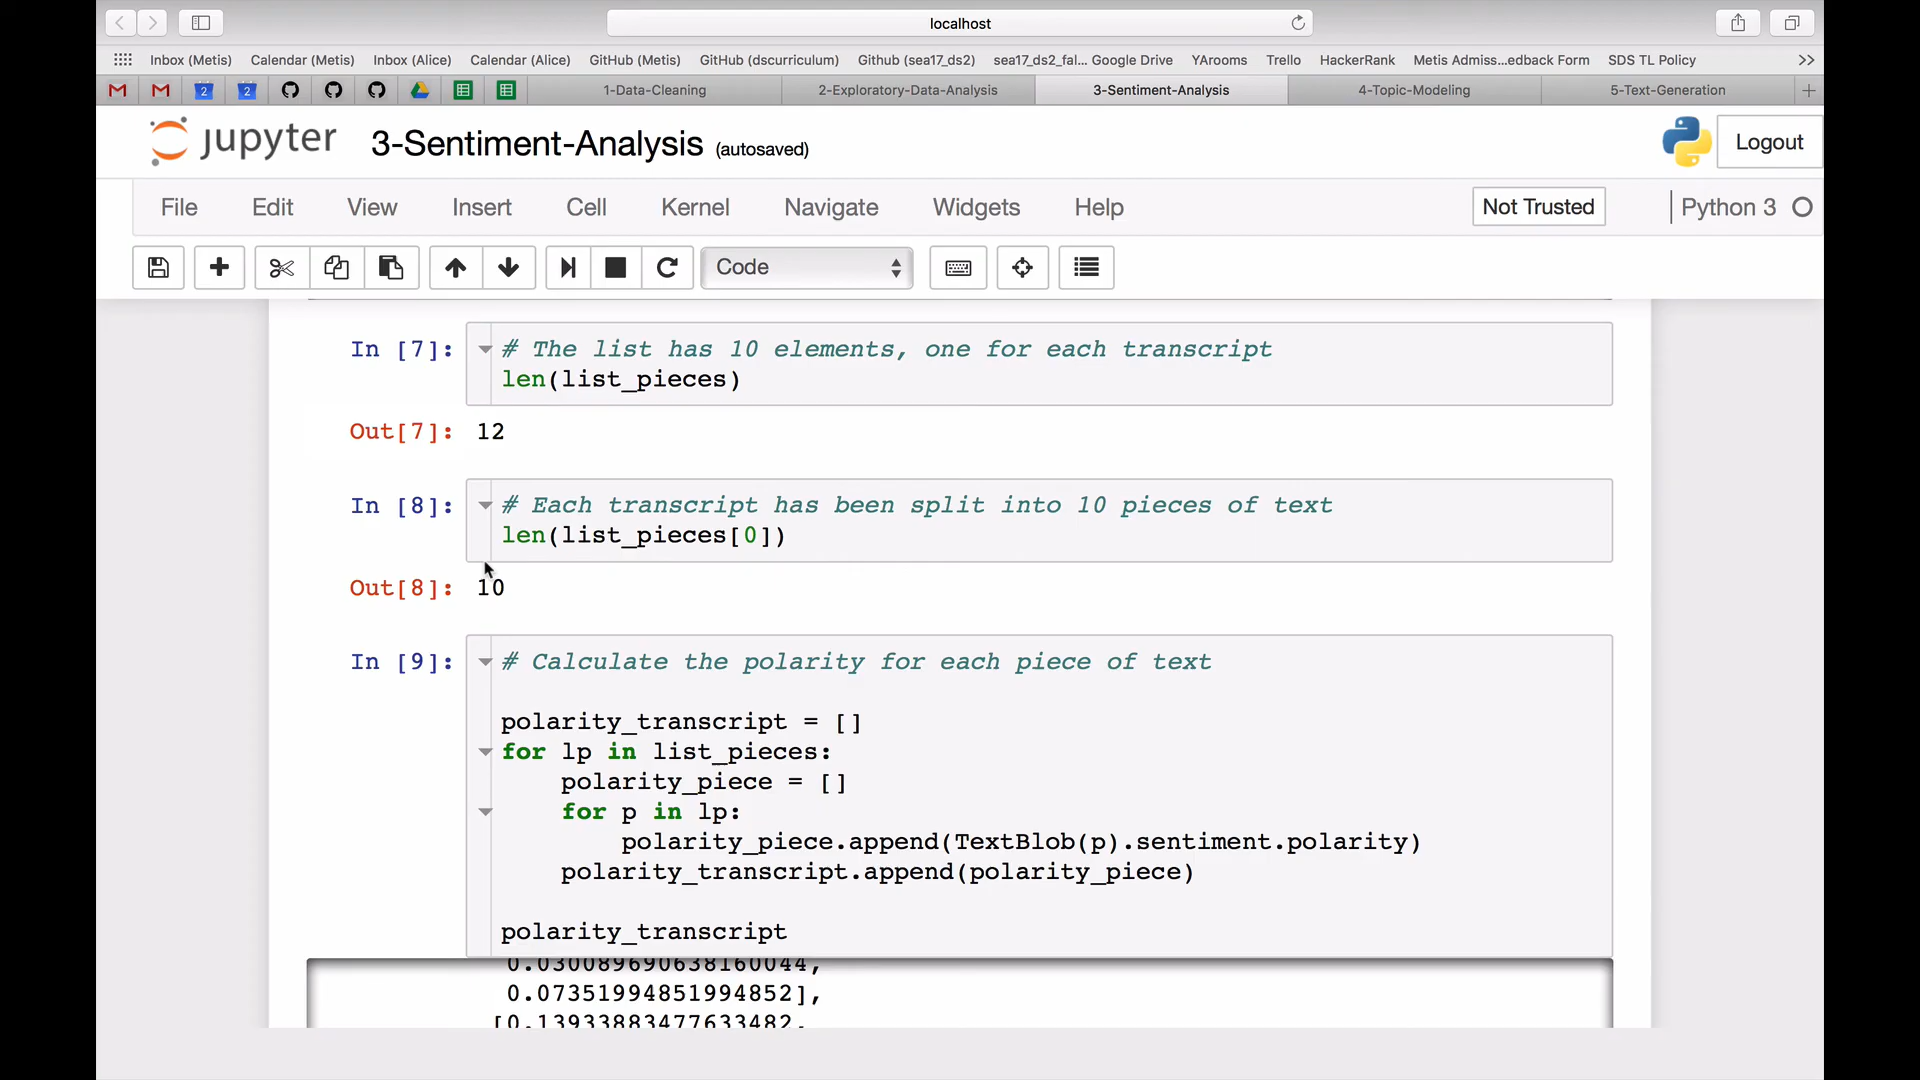 localhost
Inbox (Metis) Calendar (Metis) Inbox (Alice) Calendar (Alice) GitHub (Metis) GitHub (dscurriculum) Github (sea17_ds2) sea17_ds2_fal... Google Drive YArooms Trello HackerRank Metis Admiss...edback Form SDS TL Policy
2 2 1-Data-Cleaning 2-Exploratory-Data-Analysis 3-Sentiment-Analysis 4-Topic-Modeling 5-Text-Generation
jupyter 3-Sentiment-Analysis (autosaved) Logout
File Edit View Insert Cell Kernel Navigate Widgets Help Not Trusted Python 3
Code
In [7]: # The list has 10 elements, one for each transcript
len(list_pieces)
Out[7]: 12
In [8]: # Each transcript has been split into 10 pieces of text
len(list_pieces[0])
Out[8]: 10
In [9]: # Calculate the polarity for each piece of text
polarity_transcript = []
for lp in list_pieces:
polarity_piece = []
for p in lp:
polarity_piece.append(TextBlob(p).sentiment.polarity)
polarity_transcript.append(polarity_piece)
polarity_transcript
0.030089690638160044,
0.07351994851994852],
[0.13933883477633482,